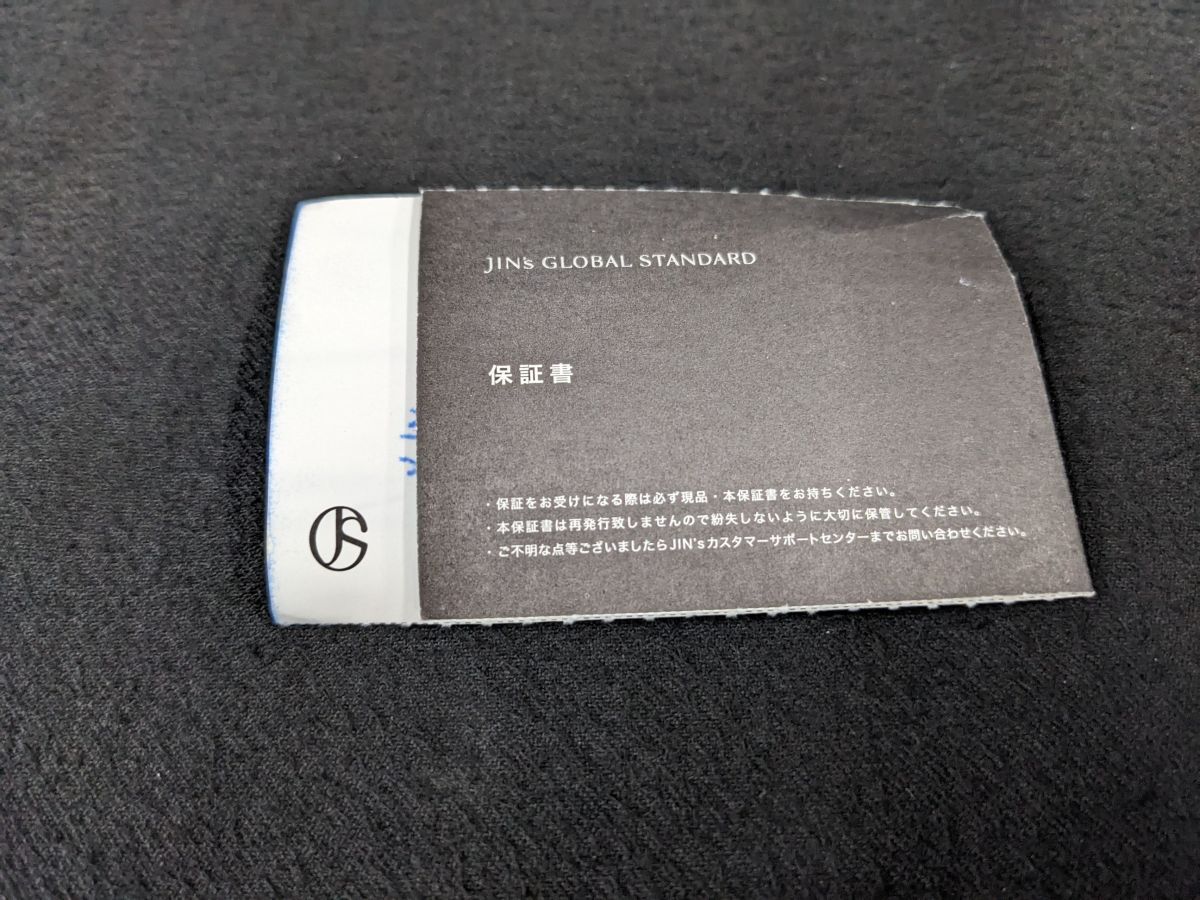 JINs GLOBAL STANDARD
保証書
・保証をお受けになる際は必ず現品・本保証書をお持ちください。
・本保証書は再発行致しませんので紛失しないように大切に保管してください。
・ご不明な点等ございましたらJIN'sカスタマーサポートセンターまでお問い合わせください。
JS